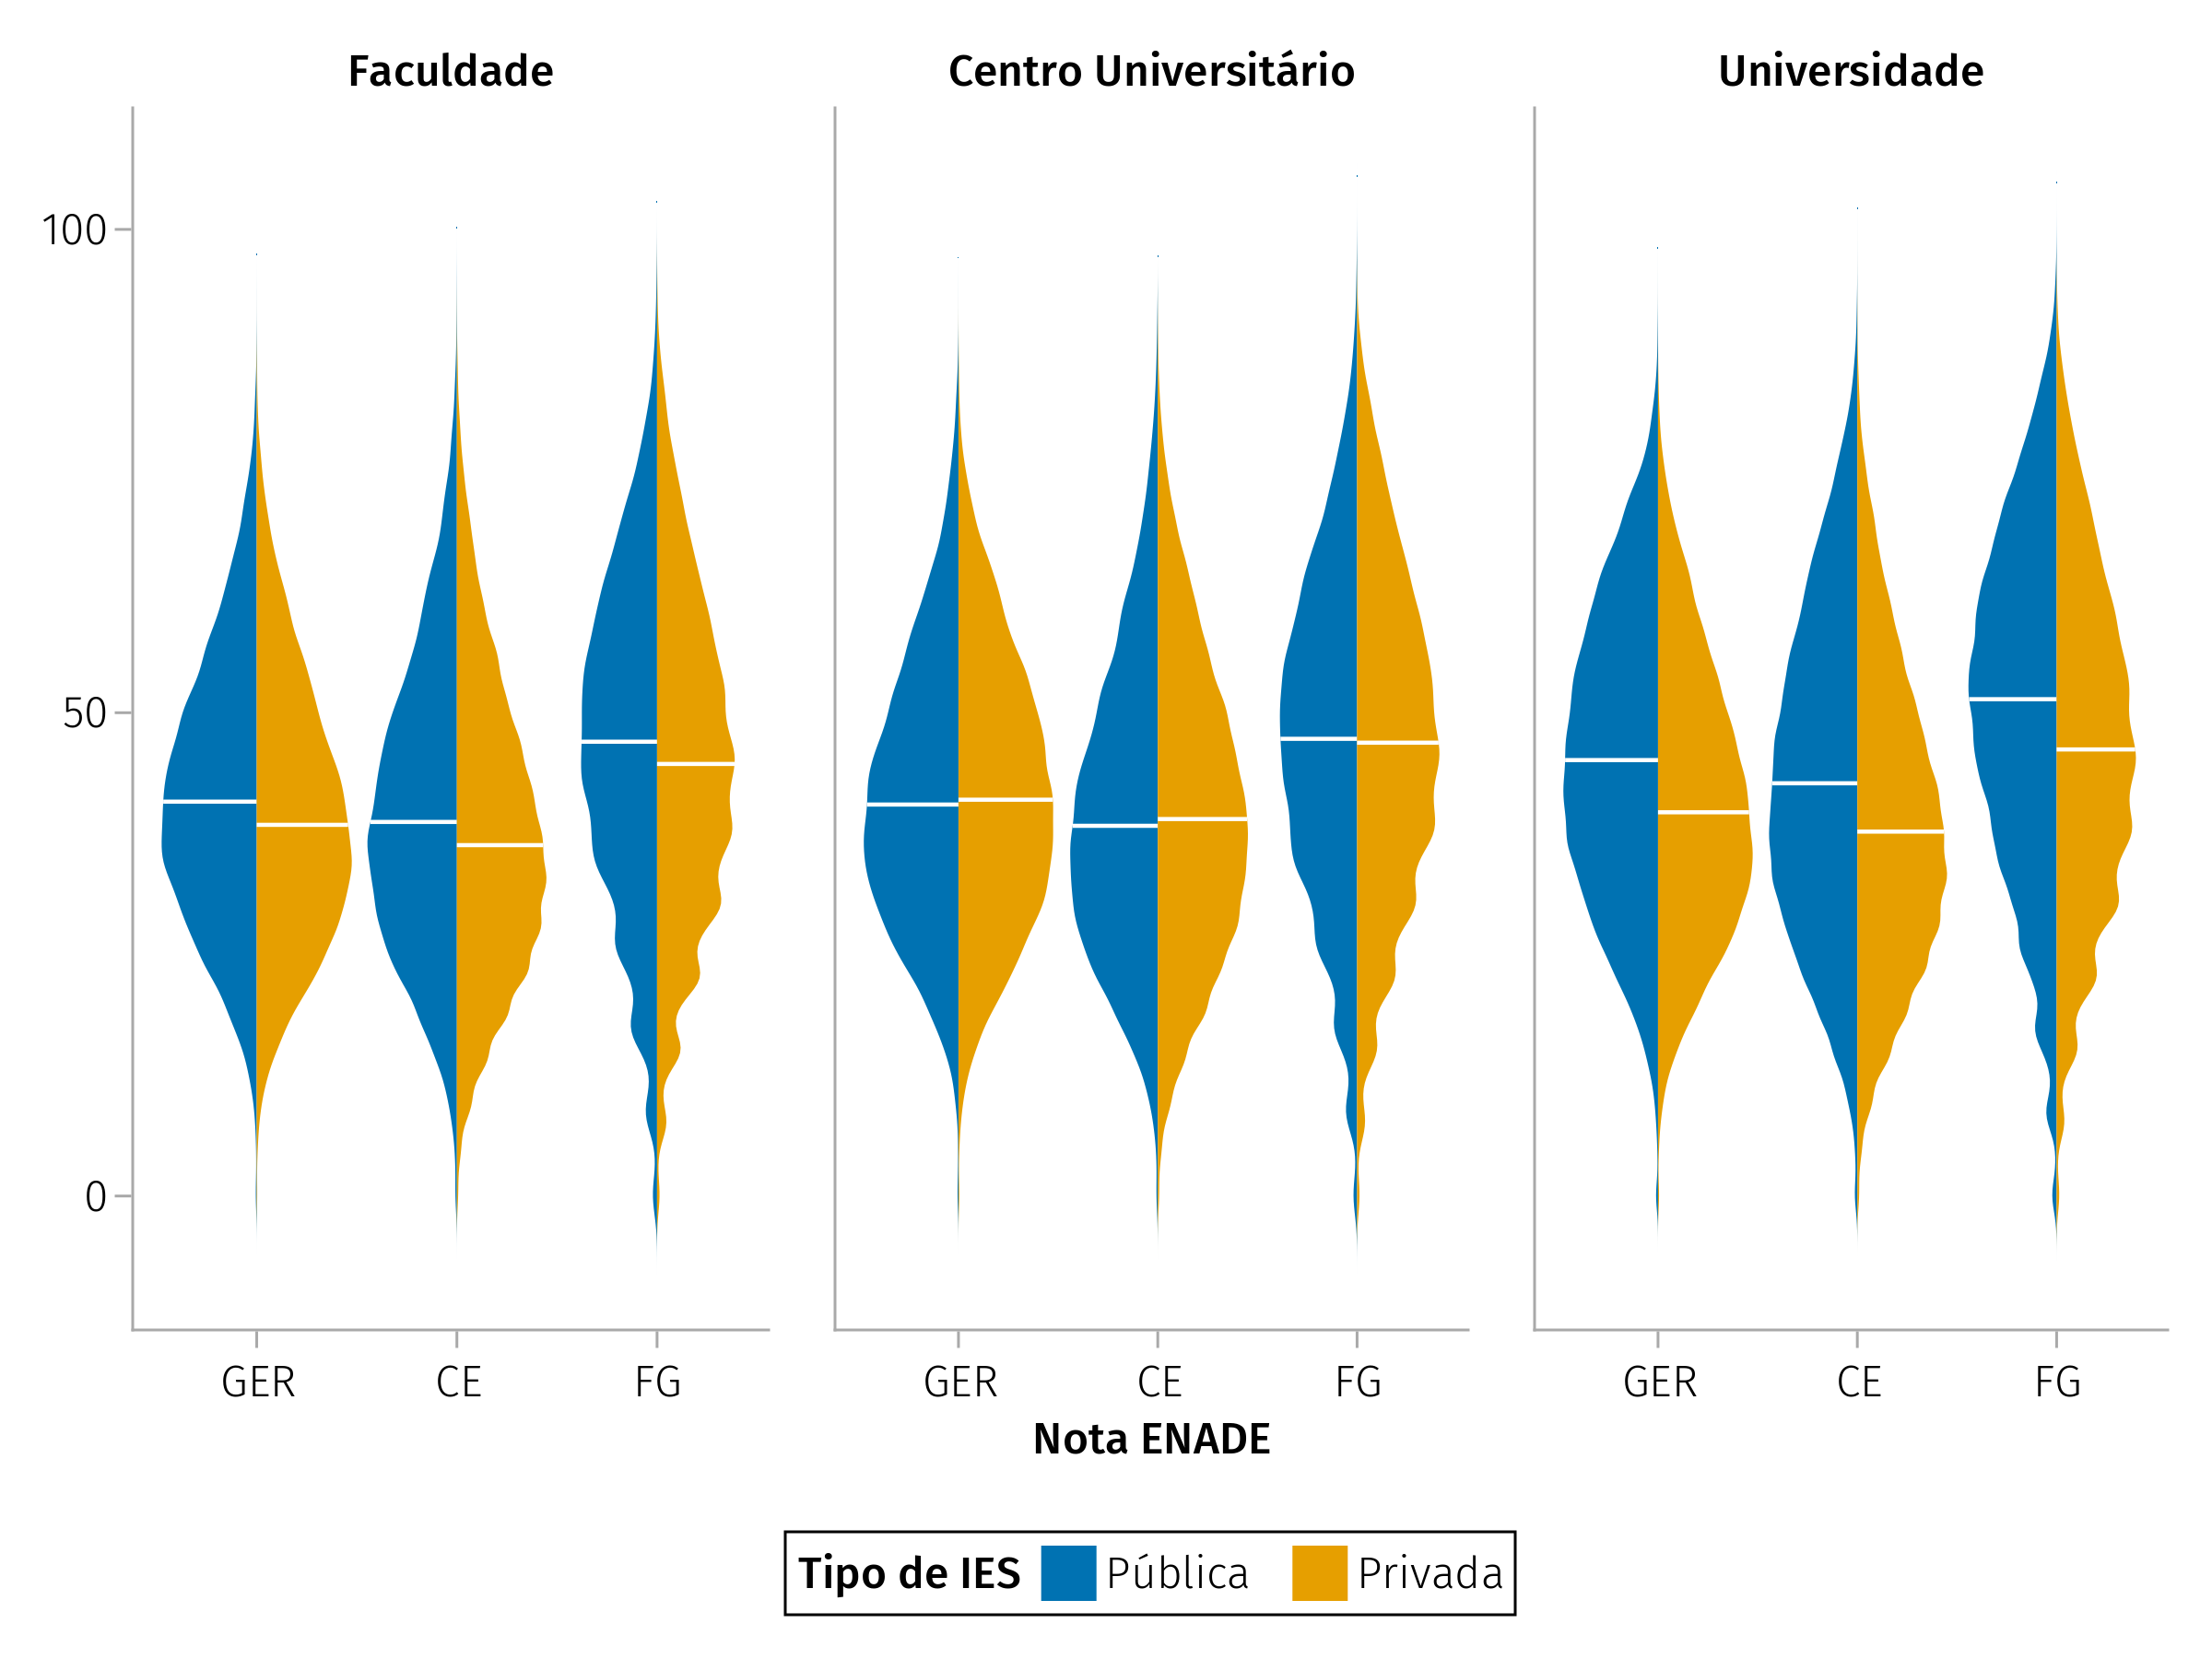 Faculdade
Centro Universitário
Universidade
100
50
0
GER CE FG
GER CE FG
GER CE FG
Nota ENADE
Tipo de IES Pública Privada